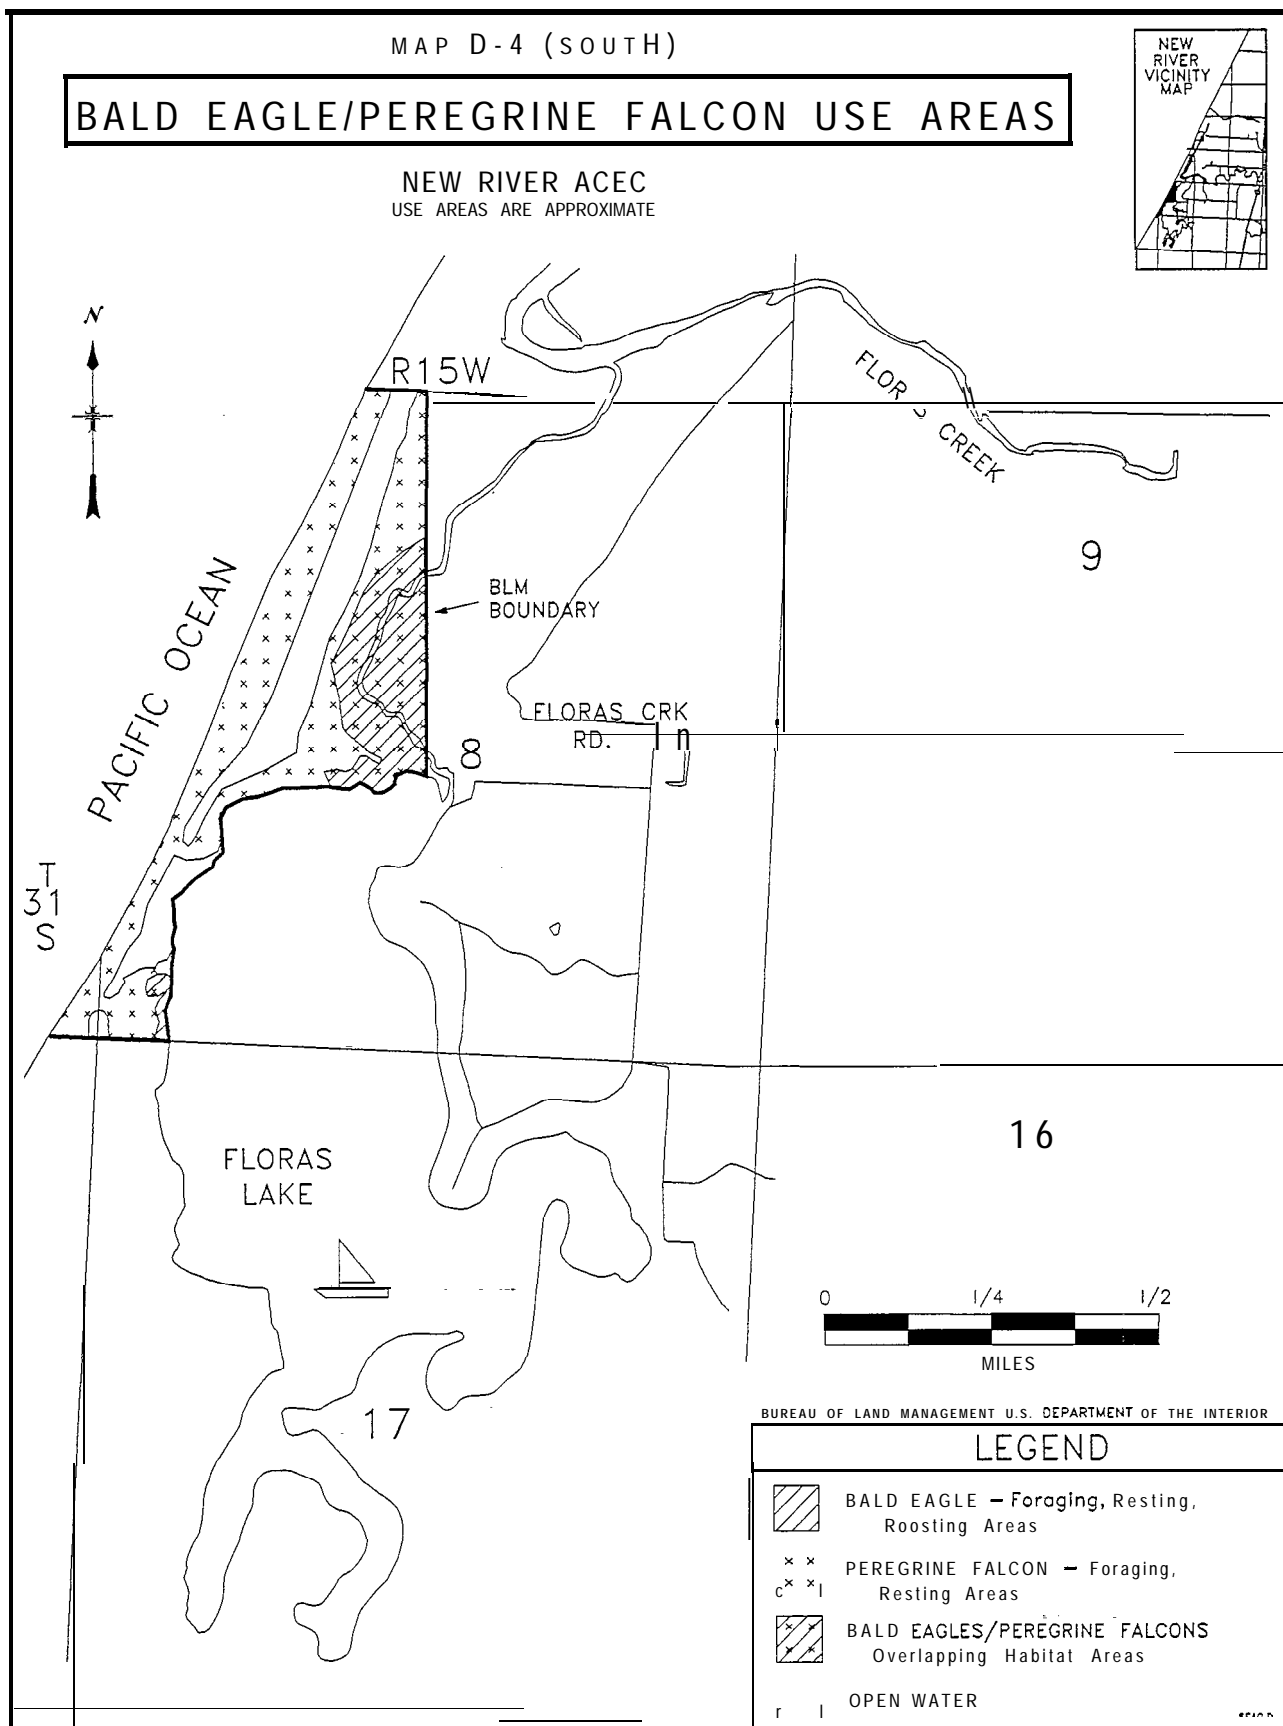 MAP D-4 (SOUTH)
BALD EAGLE/PEREGRINE FALCON USE AREAS
NEW RIVER ACEC
USE AREAS ARE APPROXIMATE
NEW
RIVER
VICINITY
MAP
N
R15W
FLOR S CREEK
9
PACIFIC OCEAN
BLM
BOUNDARY
FLORAS CRK
RD.
8
T
31
S
16
FLORAS
LAKE
17
0 1/4 1/2
MILES
BUREAU OF LAND MANAGEMENT U.S. DEPARTMENT OF THE INTERIOR
LEGEND
BALD EAGLE – Foraging, Resting,
Roosting Areas
PEREGRINE FALCON – Foraging,
Resting Areas
BALD EAGLES/PEREGRINE FALCONS
Overlapping Habitat Areas
OPEN WATER